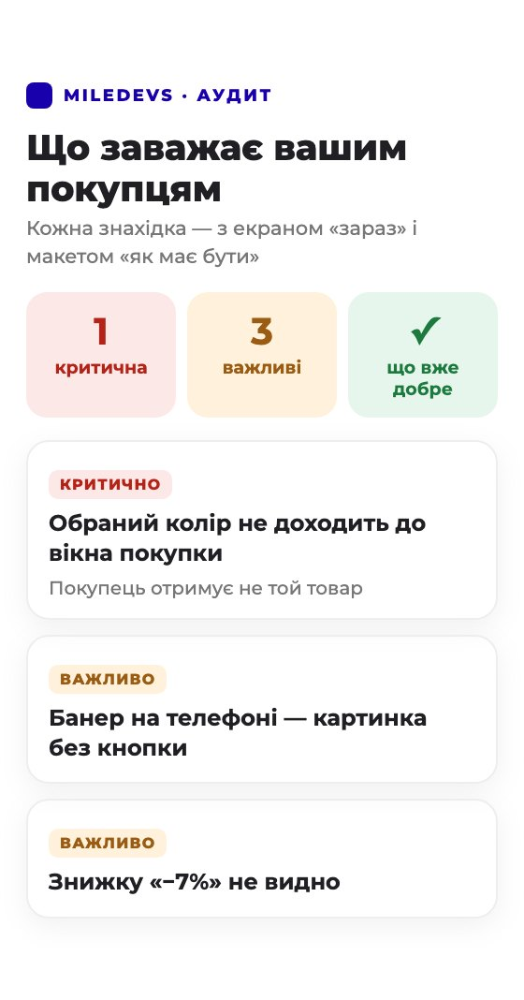 MILEDEVS · АУДИТ
Що заважає вашим
покупцям
Кожна знахідка — з екраном «зараз» і
макетом «як має бути»
1
критична
3
важливі
✓
що вже
добре
КРИТИЧНО
Обраний колір не доходить до
вікна покупки
Покупець отримує не той товар
ВАЖЛИВО
Банер на телефоні — картинка
без кнопки
ВАЖЛИВО
Знижку «−7%» не видно